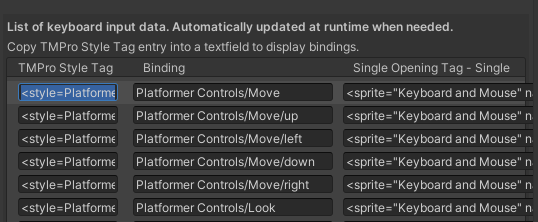 List of keyboard input data. Automatically updated at runtime when needed.
Copy TMPro Style Tag entry into a textfield to display bindings.
TMPro Style Tag Binding Single Opening Tag - Single
<style=Platforme Platformer Controls/Move <sprite="Keyboard and Mouse" n
<style=Platforme Platformer Controls/Move/up <sprite="Keyboard and Mouse" n
<style=Platforme Platformer Controls/Move/left <sprite="Keyboard and Mouse" n
<style=Platforme Platformer Controls/Move/down <sprite="Keyboard and Mouse" n
<style=Platforme Platformer Controls/Move/right <sprite="Keyboard and Mouse" n
<style=Platforme Platformer Controls/Look <sprite="Keyboard and Mouse" n